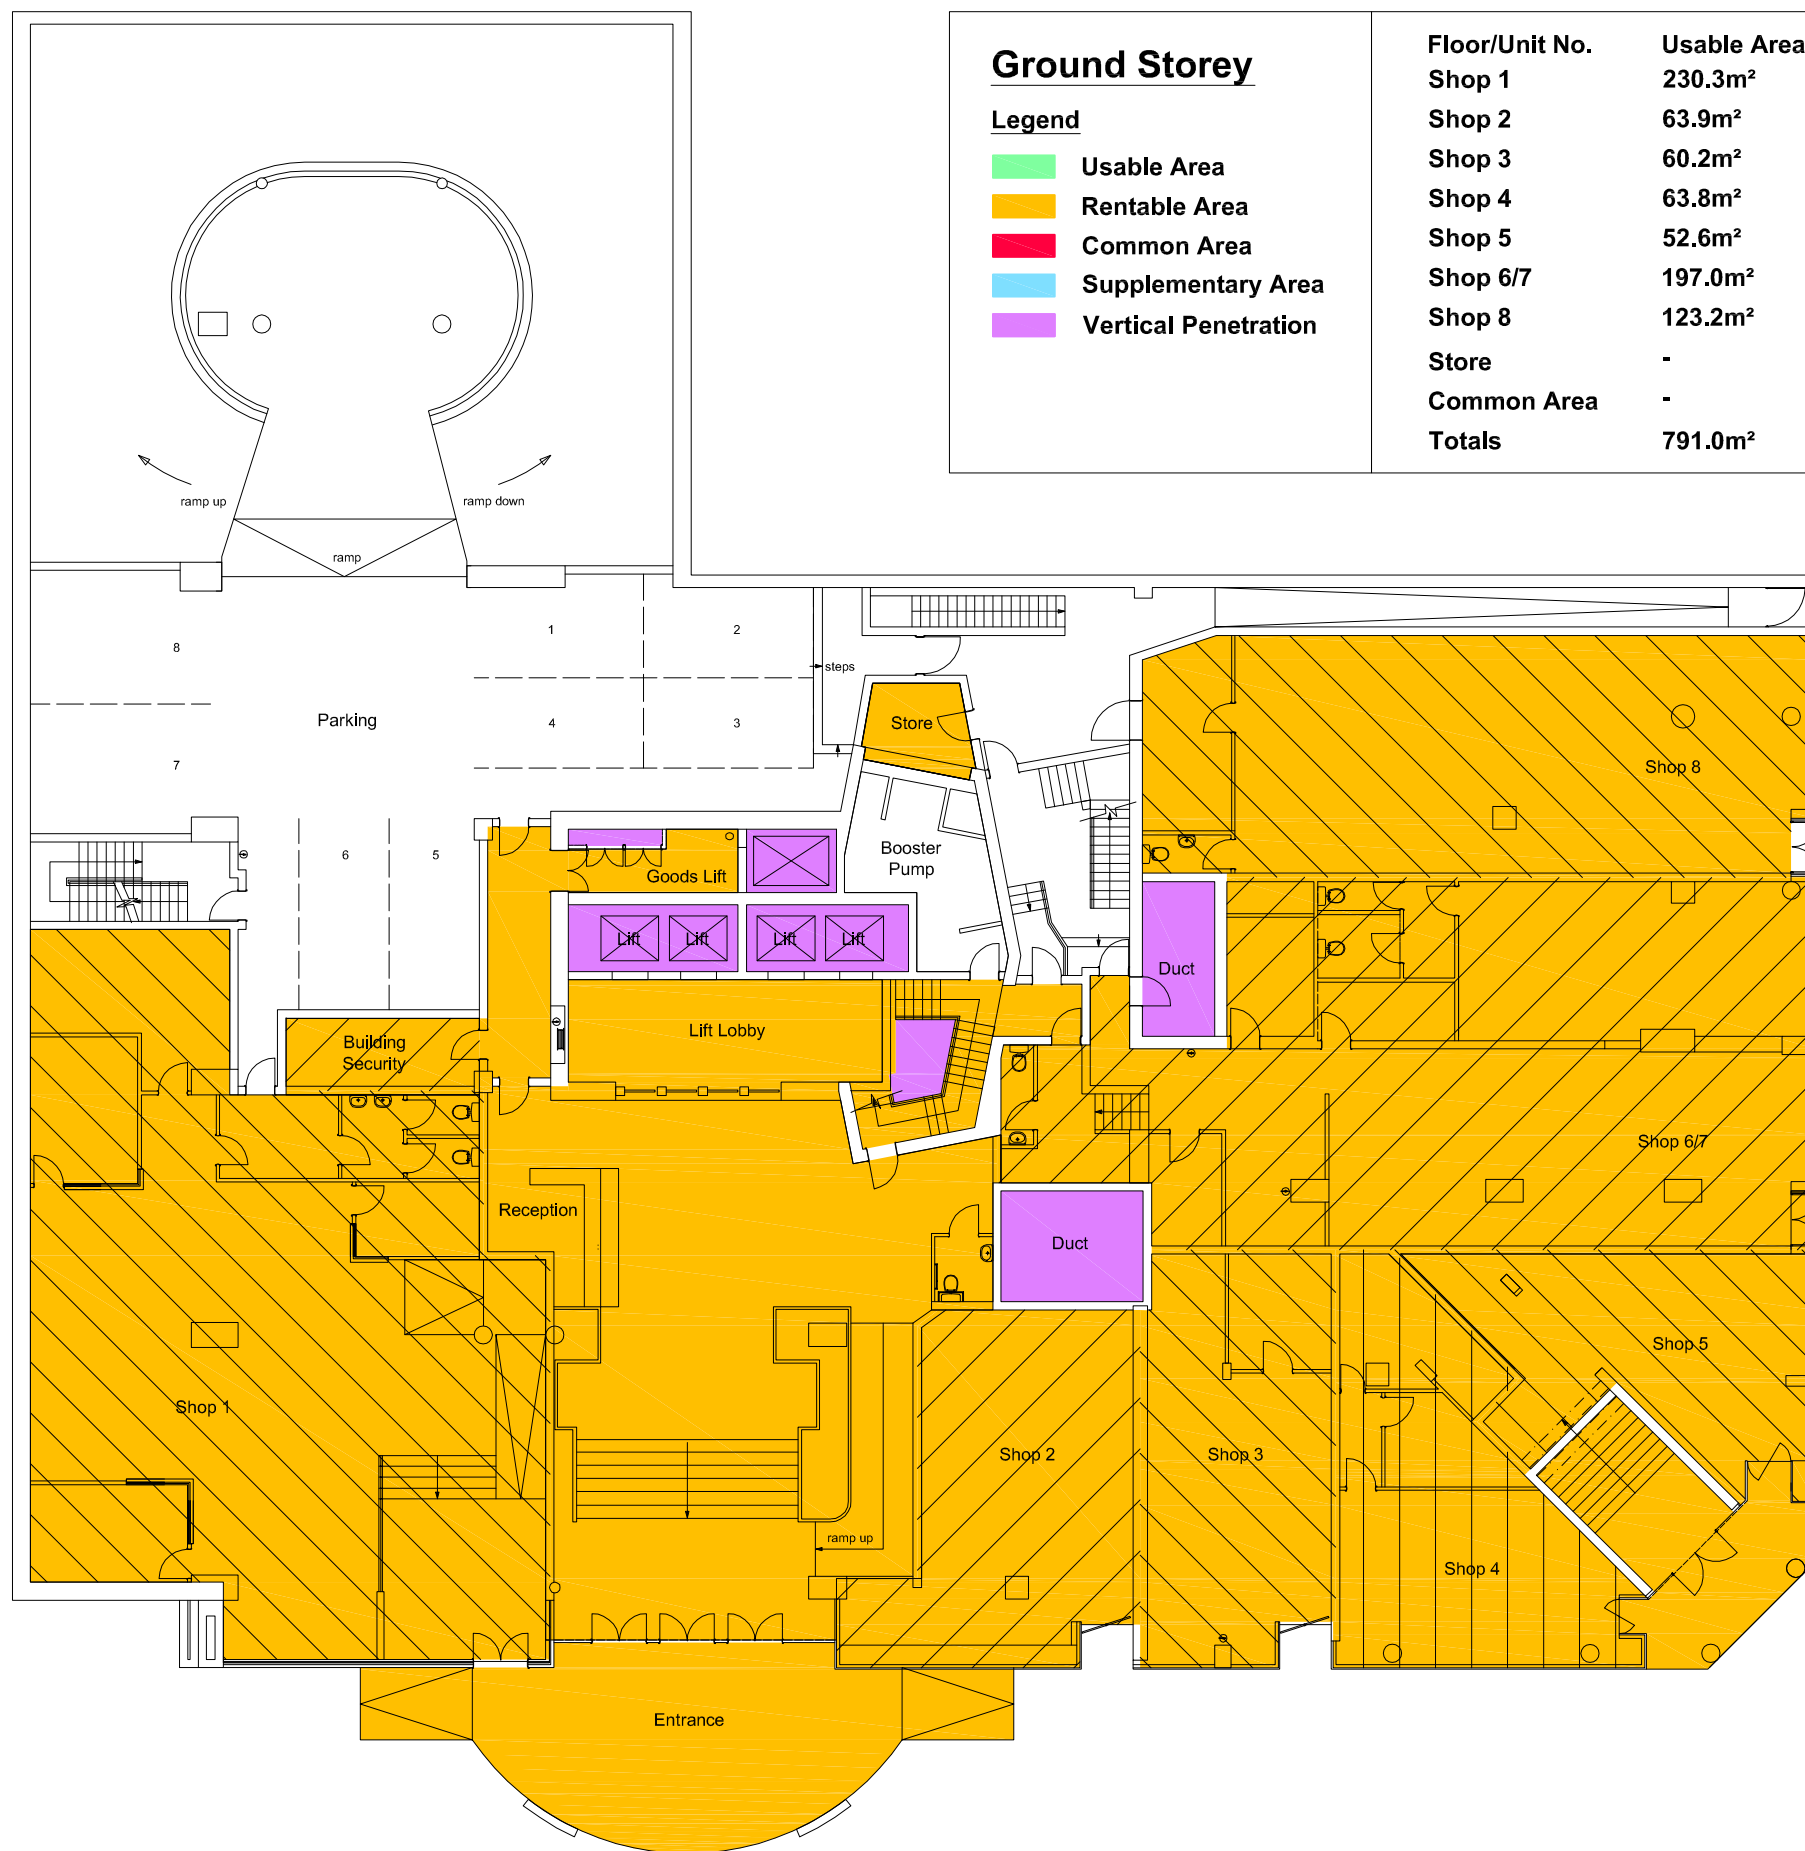 Ground Storey
Legend
Usable Area
Rentable Area
Common Area
Supplementary Area
Vertical Penetration
Floor/Unit No. Usable Area
Shop 1 230.3m²
Shop 2 63.9m²
Shop 3 60.2m²
Shop 4 63.8m²
Shop 5 52.6m²
Shop 6/7 197.0m²
Shop 8 123.2m²
Store -
Common Area -
Totals 791.0m²
ramp up
ramp down
ramp
1
2
8
steps
Parking
4
3
Store
7
Shop 8
6
5
Booster
Pump
Goods Lift
Lift
Lift
Lift
Lift
Duct
Lift Lobby
Building
Security
Shop 6/7
Reception
Duct
Shop 5
Shop 1
Shop 2
Shop 3
ramp up
Shop 4
Entrance